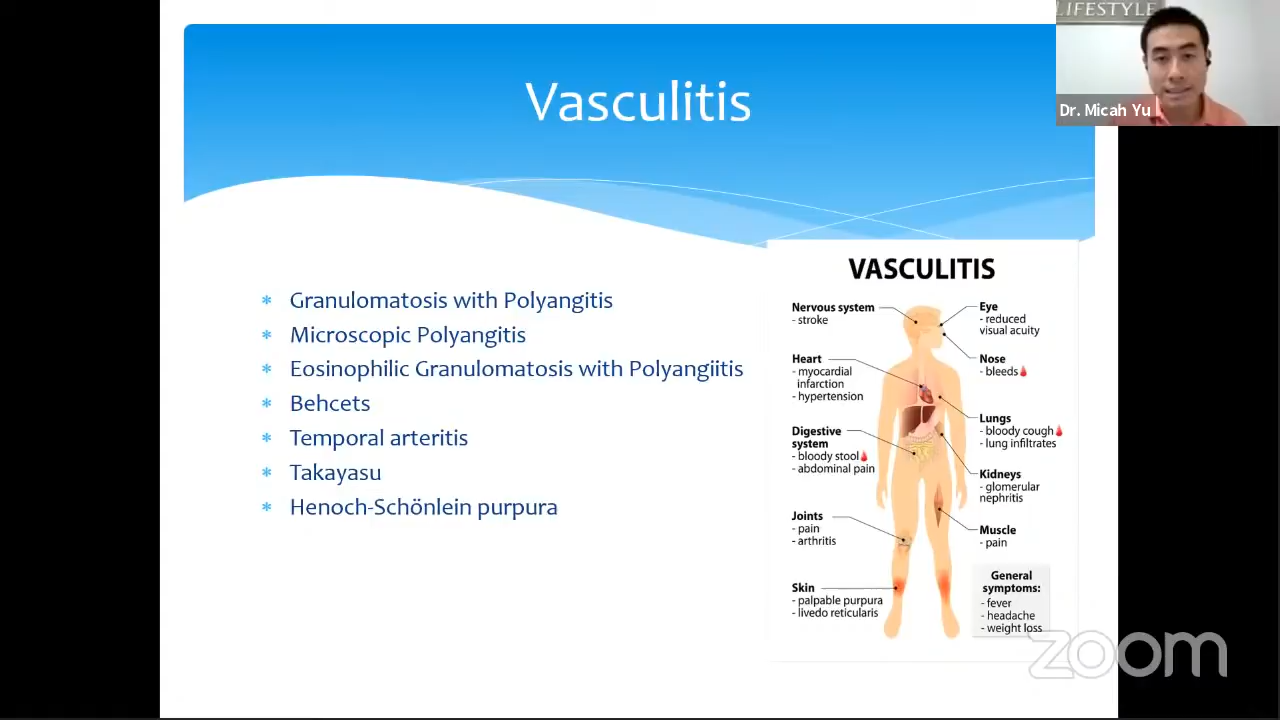 LIFESTYLE
Dr. Micah Yu
Vasculitis
* Granulomatosis with Polyangitis
* Microscopic Polyangitis
* Eosinophilic Granulomatosis with Polyangiitis
* Behcets
* Temporal arteritis
* Takayasu
* Henoch-Schönlein purpura
VASCULITIS
Nervous system
- stroke
Heart
- myocardial
infarction
- hypertension
Digestive
system
- bloody stool
- abdominal pain
Joints
- pain
- arthritis
Skin
- palpable purpura
- livedo reticularis
Eye
- reduced
visual acuity
Nose
- bleeds
Lungs
- bloody cough
- lung infiltrates
Kidneys
- glomerular
nephritis
Muscle
- pain
General
symptoms:
- fever
- headache
- weight loss
zoom